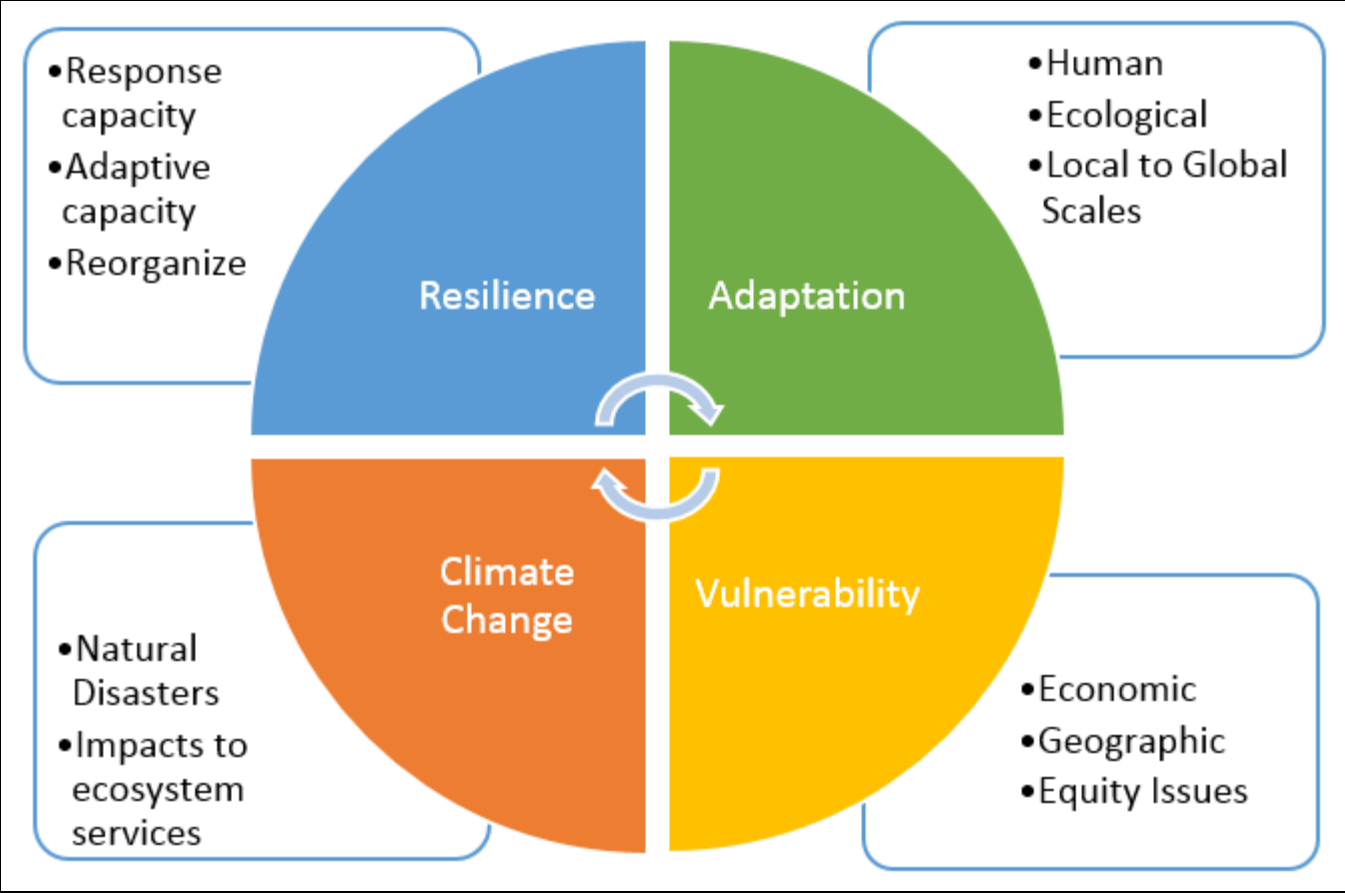 •Response
capacity
•Adaptive
capacity
•Reorganize
•Human
•Ecological
•Local to Global
Scales
Resilience
Adaptation
Climate
Change
Vulnerability
•Natural
Disasters
•Impacts to
ecosystem
services
•Economic
•Geographic
•Equity Issues